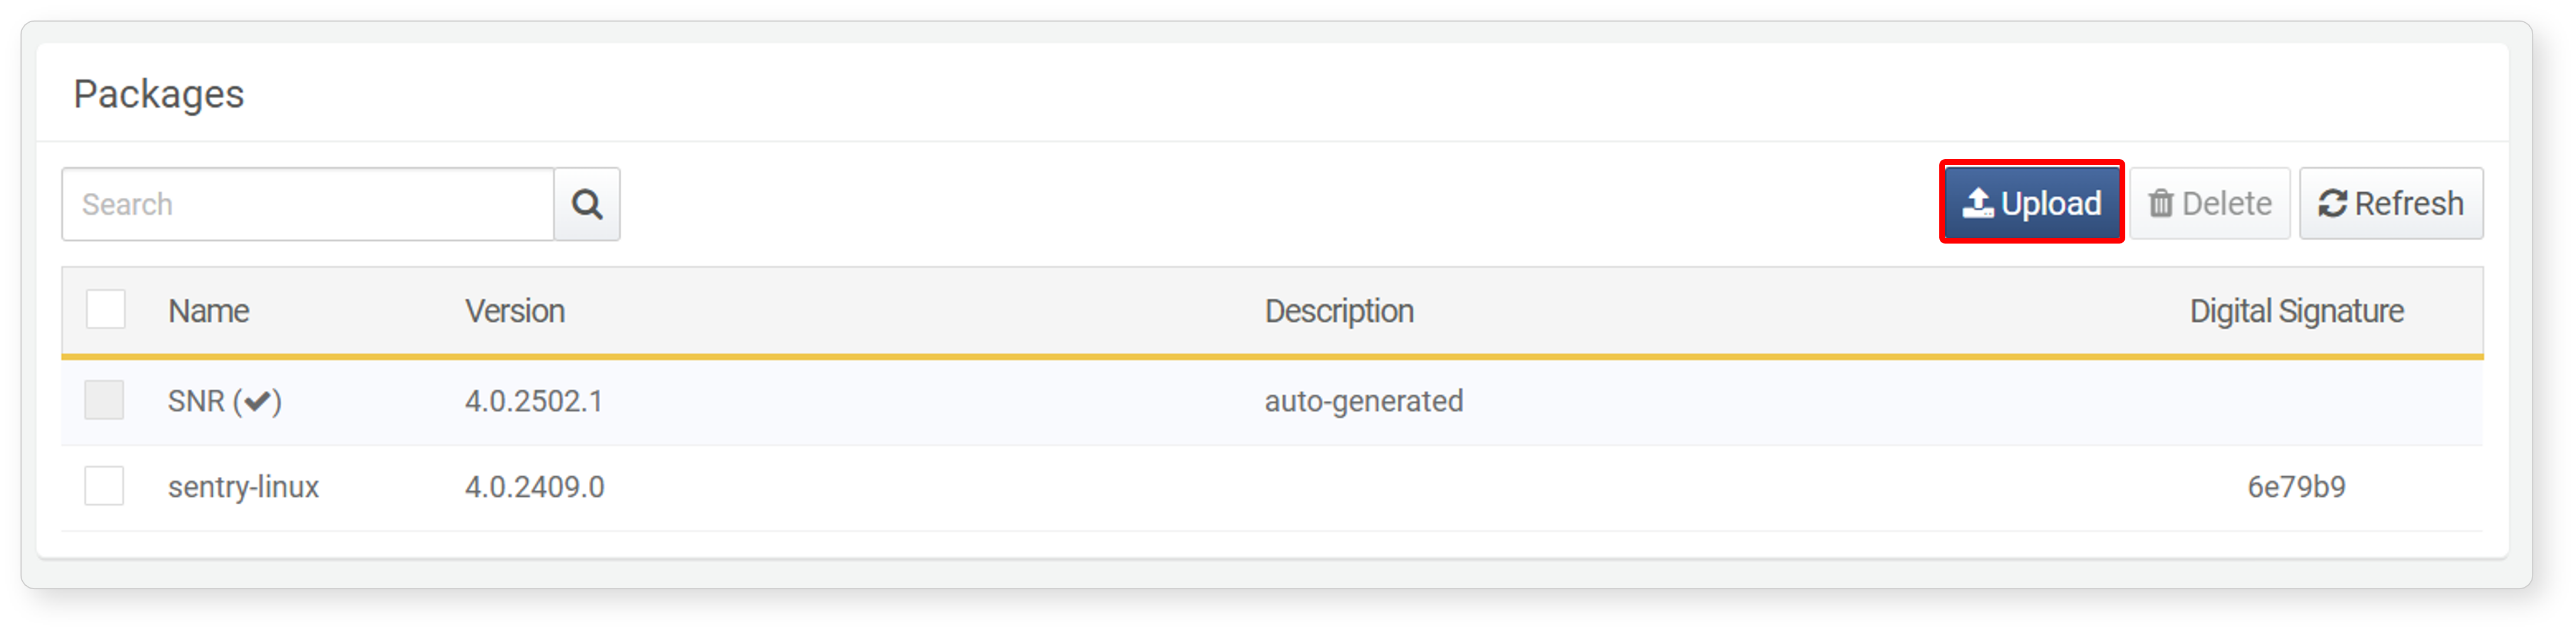 Packages
Search Upload Delete Refresh
Name Version Description Digital Signature
SNR (✔) 4.0.2502.1 auto-generated
sentry-linux 4.0.2409.0 6e79b9